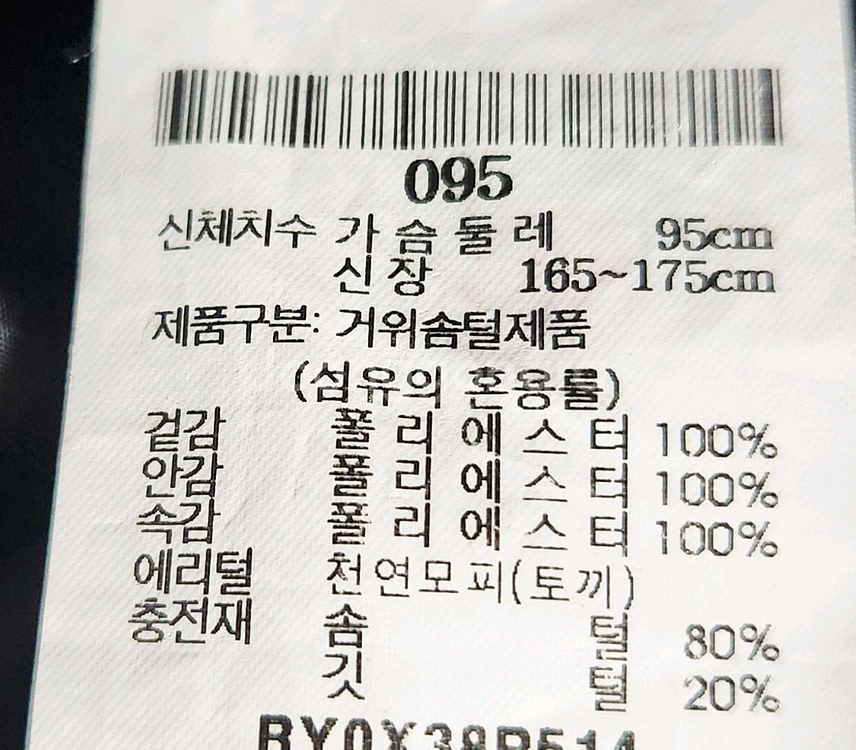 095
신체치수 가슴둘레 95cm
신장 165~175cm
제품구분: 거위솜털제품
(섬유의 혼용률)
겉감 폴리에스터 100%
안감 폴리에스터 100%
속감 폴리에스터 100%
에리털 천연모피(토끼)
충전재 솜털 80%
깃털 20%